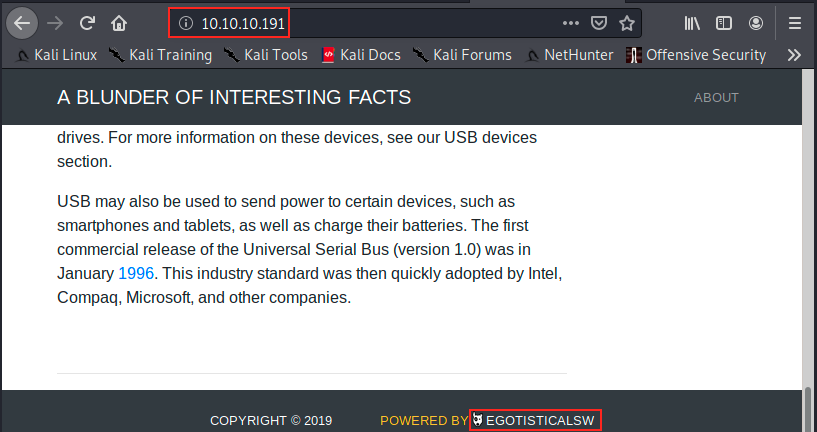 10.10.10.191
Kali Linux Kali Training Kali Tools Kali Docs Kali Forums NetHunter Offensive Security
A BLUNDER OF INTERESTING FACTS ABOUT
drives. For more information on these devices, see our USB devices
section.
USB may also be used to send power to certain devices, such as
smartphones and tablets, as well as charge their batteries. The first
commercial release of the Universal Serial Bus (version 1.0) was in
January 1996. This industry standard was then quickly adopted by Intel,
Compaq, Microsoft, and other companies.
COPYRIGHT © 2019 POWERED BY EGOTISTICALSW